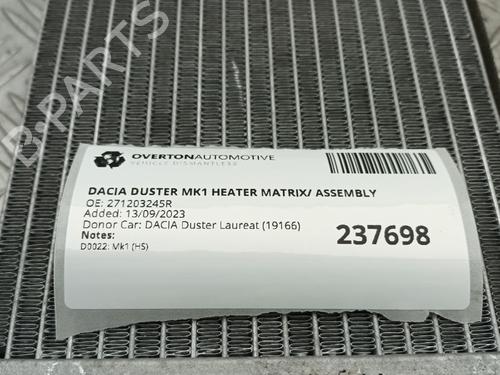 OVERTONAUTOMOTIVE
VEHICLE DISMANTLERS
DACIA DUSTER MK1 HEATER MATRIX/ ASSEMBLY
OE: 271203245R
Added: 13/09/2023
Donor Car: DACIA Duster Laureat (19166)
Notes:
D0022: Mk1 (HS)
237698
B-PARTS